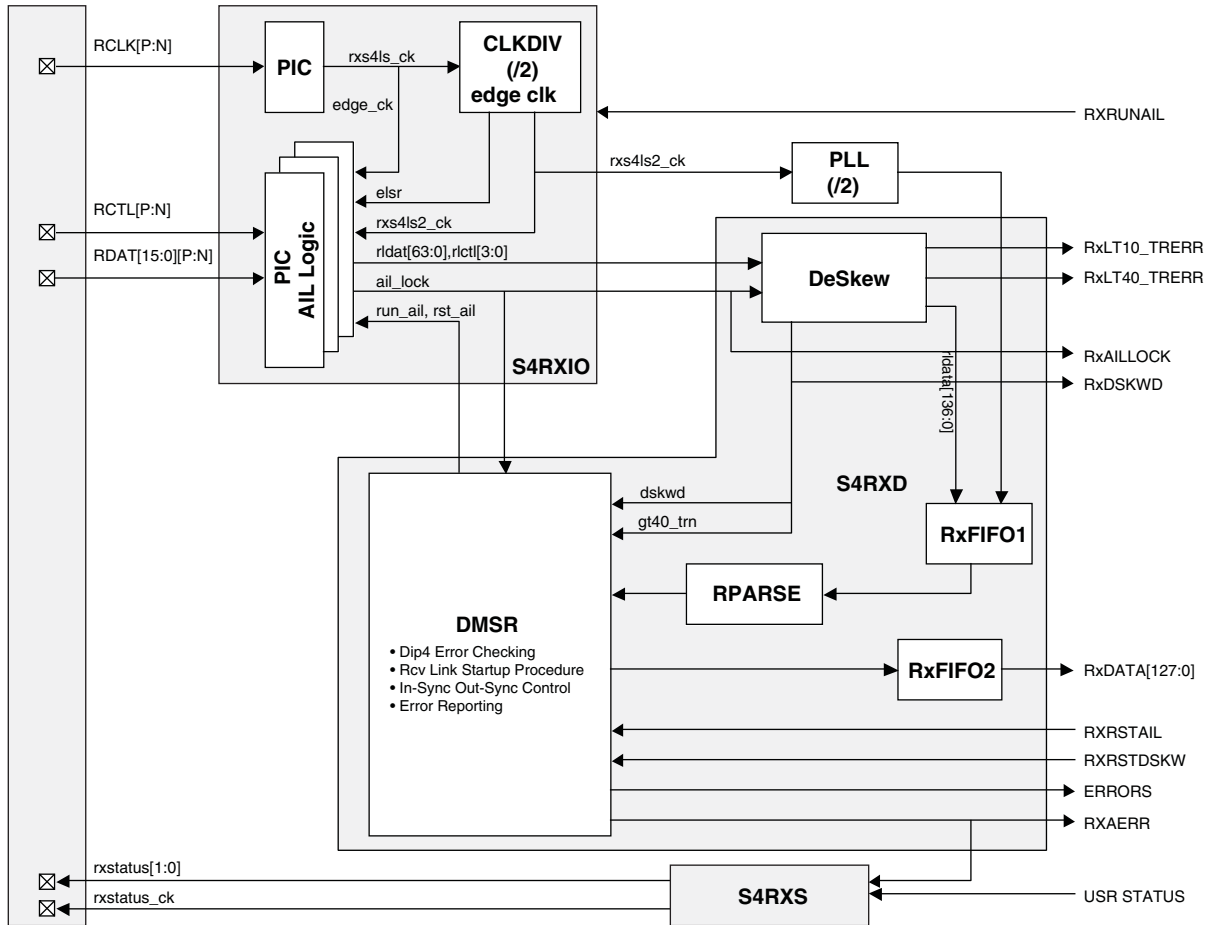 RCLK[P:N]
PIC
rxs4ls_ck
CLKDIV
(/2)
edge clk
edge_ck
RXRUNAIL
rxs4ls2_ck
PLL
(/2)
elsr
RCTL[P:N]
rxs4ls2_ck
RDAT[15:0][P:N]
PIC
AIL Logic
rldat[63:0],rlctl[3:0]
DeSkew
RxLT10_TRERR
RxLT40_TRERR
ail_lock
run_ail, rst_ail
S4RXIO
rldata[136:0]
RxAILLOCK
RxDSKWD
dskwd
S4RXD
gt40_trn
RxFIFO1
RPARSE
DMSR
• Dip4 Error Checking
• Rcv Link Startup Procedure
• In-Sync Out-Sync Control
• Error Reporting
RxFIFO2
RxDATA[127:0]
RXRSTAIL
RXRSTDSKW
ERRORS
RXAERR
rxstatus[1:0]
rxstatus_ck
S4RXS
USR STATUS